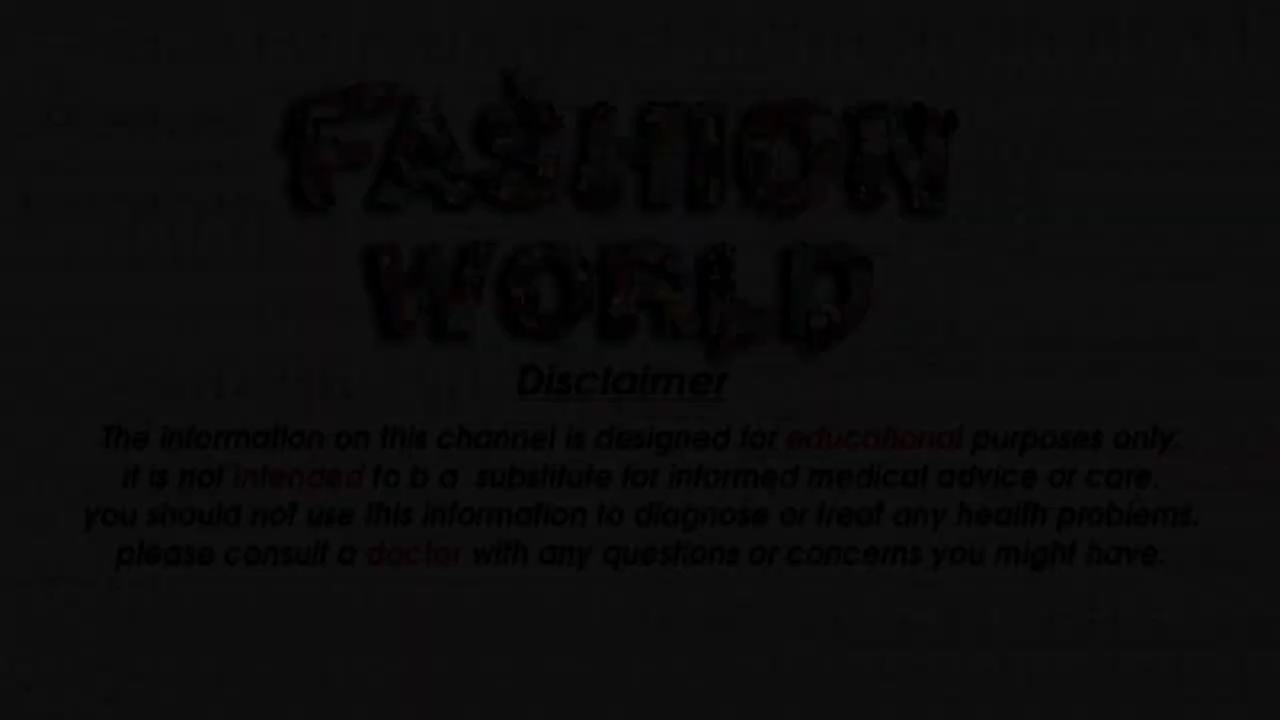 FASHION
WORLD
Disclaimer
The information on this channel is designed for educational purposes only.
it is not intended to b a substitute for informed medical advice or care.
you should not use this information to diagnose or treat any health problems.
please consult a doctor with any questions or concerns you might have.